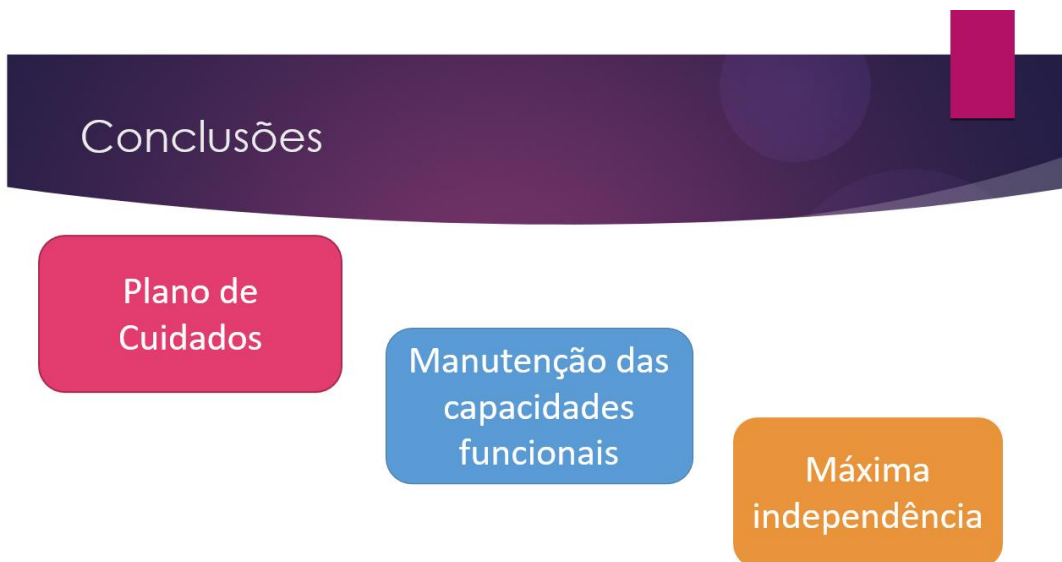 Conclusões
Plano de
Cuidados
Manutenção das
capacidades
funcionais
Máxima
independência